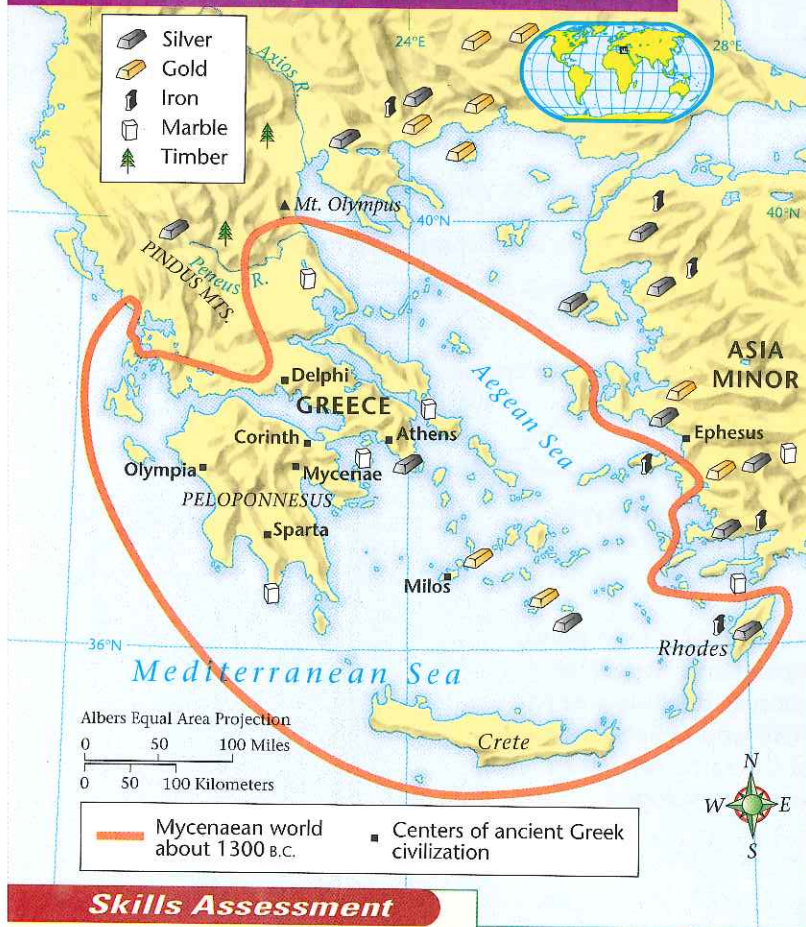 Silver
Gold
Iron
Marble
Timber
24°E
28°E
Axios R.
Mt. Olympus
40°N
40°N
Peneus R.
PINDUS MTS.
ASIA
MINOR
Delphi
GREECE
Aegean Sea
Corinth
Athens
Ephesus
Olympia
Mycenae
PELOPONNESUS
Sparta
Milos
36°N
Rhodes
Mediterranean Sea
Albers Equal Area Projection
0 50 100 Miles
0 50 100 Kilometers
Crete
N
W E
S
Mycenaean world
about 1300 B.C.
Centers of ancient Greek
civilization
Skills Assessment